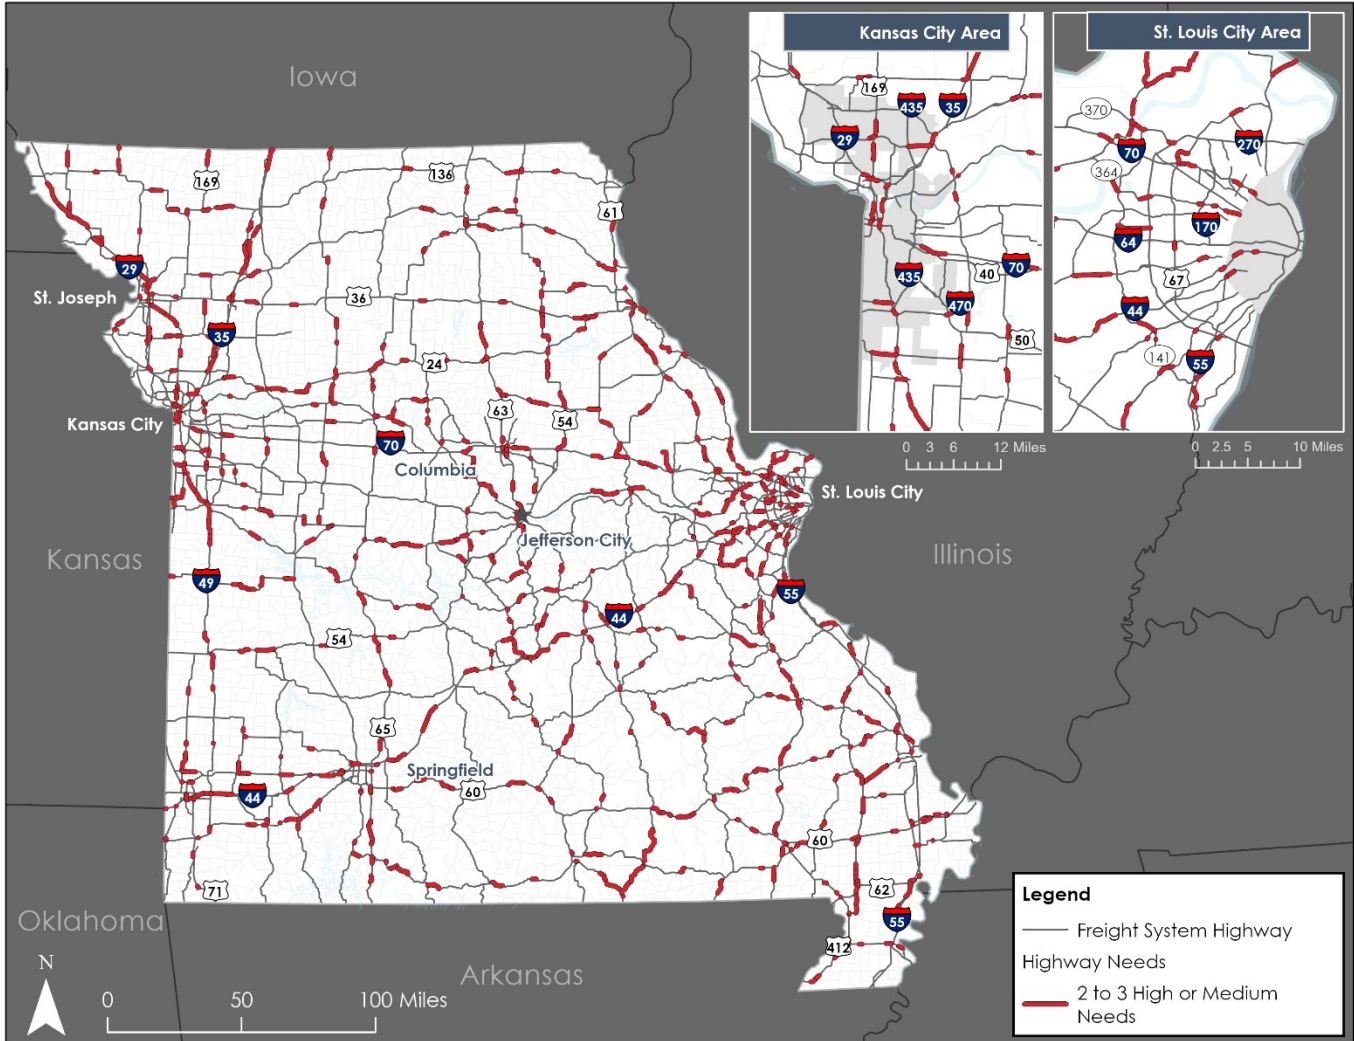 Kansas City Area
169
435
35
29
435
40
70
470
50
0 3 6 12 Miles
St. Louis City Area
370
70
270
364
64
170
67
44
141
55
0 2.5 5 10 Miles
Iowa
169
136
61
29
St. Joseph
36
35
24
Kansas City
63
54
70
Columbia
St. Louis City
Jefferson City
Kansas
Illinois
49
55
44
54
65
Springfield
44
60
60
71
62
55
412
Oklahoma
Arkansas
N
0 50 100 Miles
Legend
Freight System Highway
Highway Needs
2 to 3 High or Medium
Needs